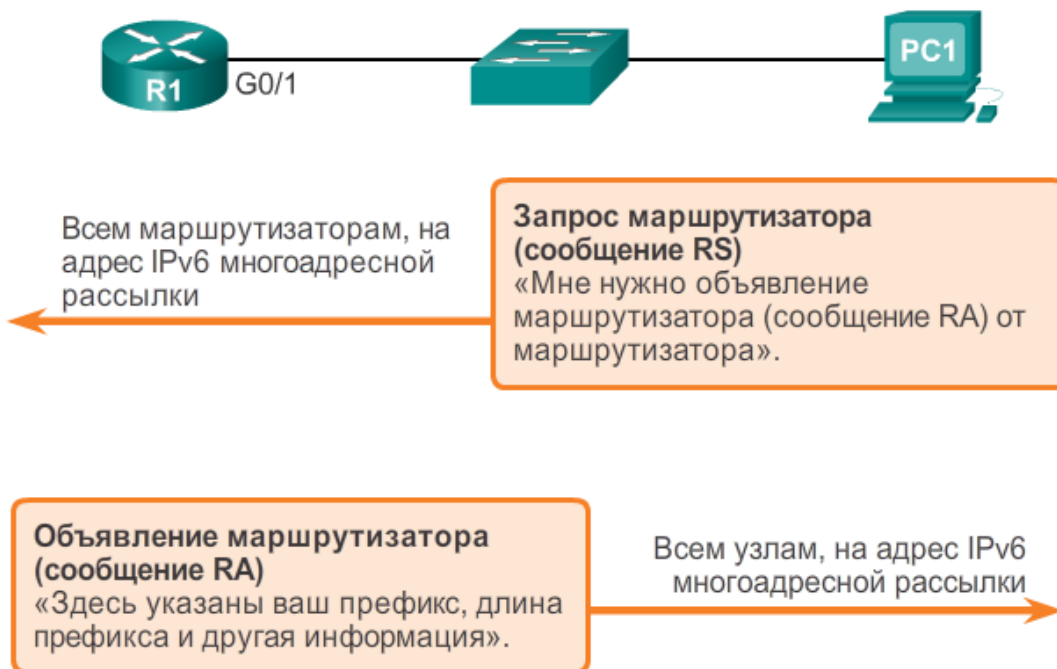 R1
G0/1
PC1
Всем маршрутизаторам, на
адрес IPv6 многоадресной
рассылки
Запрос маршрутизатора
(сообщение RS)
«Мне нужно объявление
маршрутизатора (сообщение RA) от
маршрутизатора».
Объявление маршрутизатора
(сообщение RA)
«Здесь указаны ваш префикс, длина
префикса и другая информация».
Всем узлам, на адрес IPv6
многоадресной рассылки